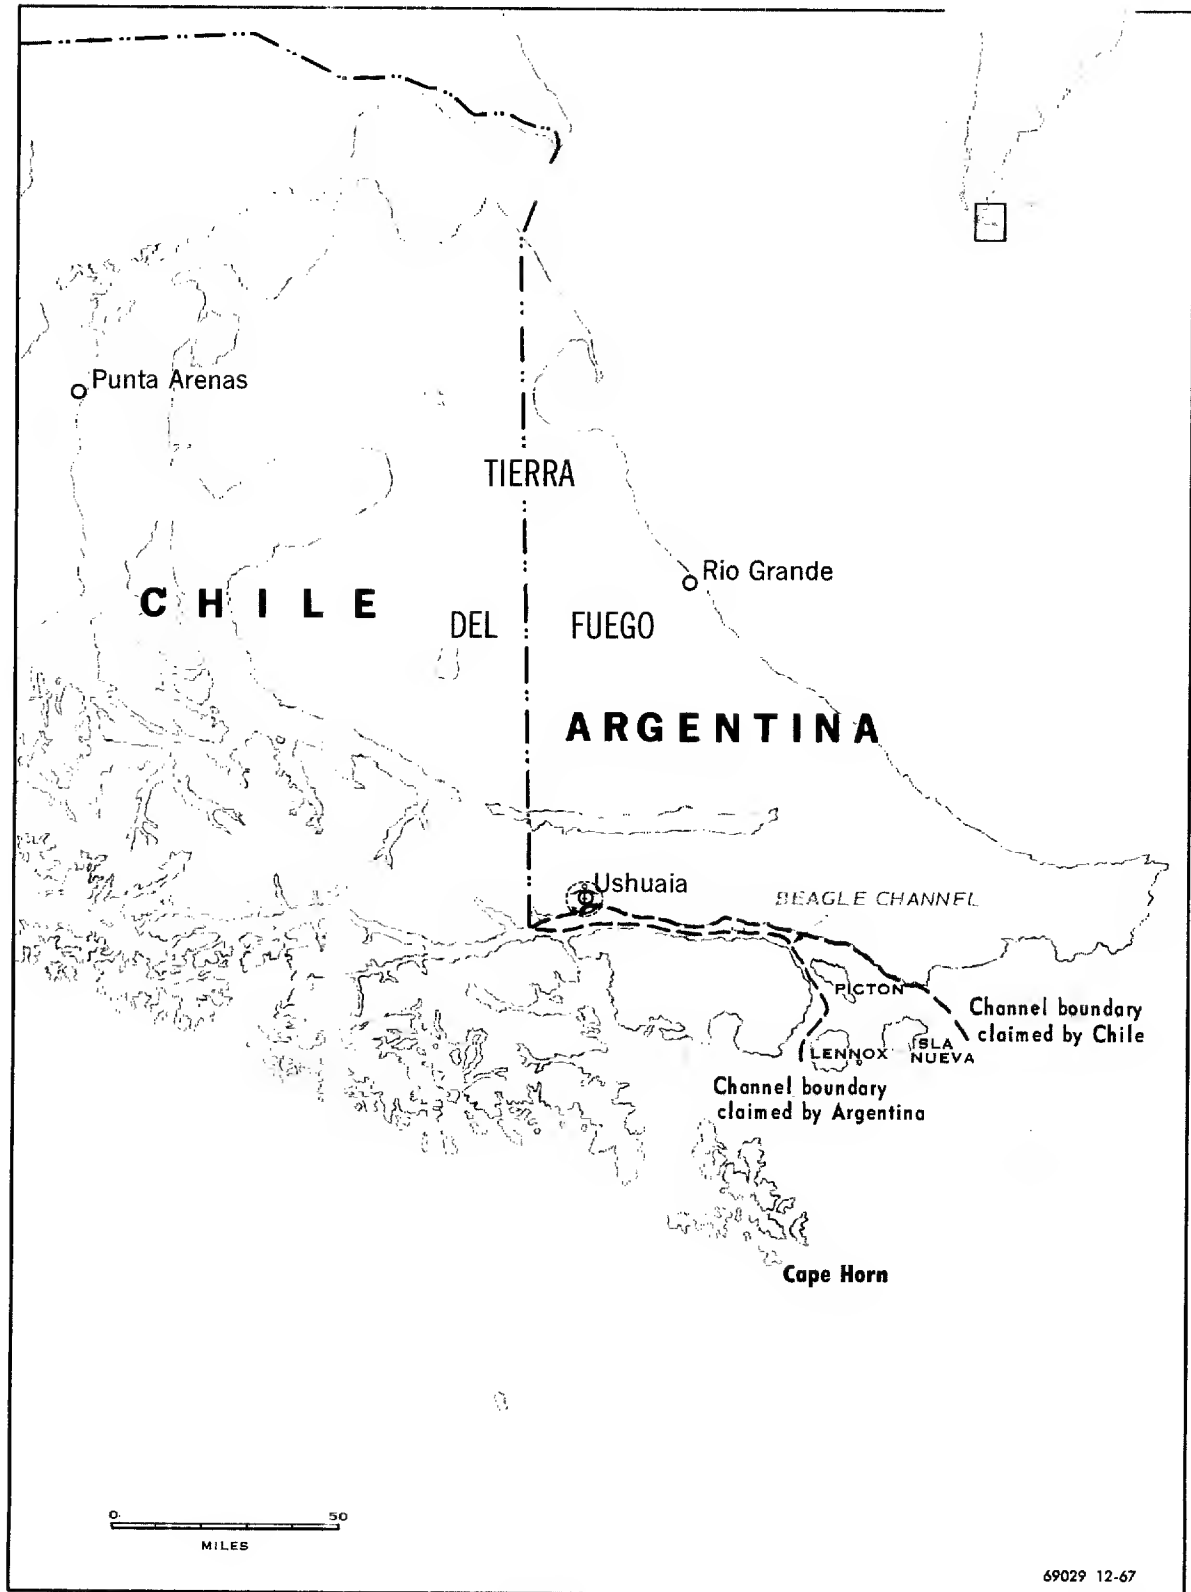 Punta Arenas
TIERRA
Rio Grande
CHILE
DEL FUEGO
ARGENTINA
Ushuaia
BEAGLE CHANNEL
PICTON
Channel boundary
claimed by Chile
LENNOX
ISLA
NUEVA
Channel boundary
claimed by Argentina
Cape Horn
0 50
MILES
69029 12-67